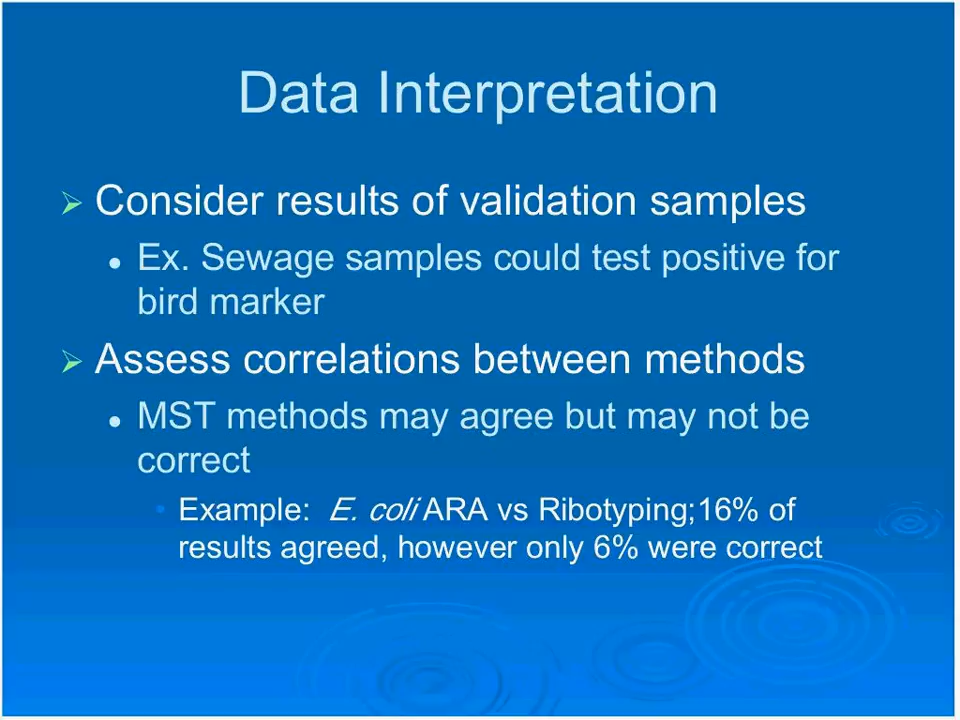 Data Interpretation
Consider results of validation samples
Ex. Sewage samples could test positive for
bird marker
Assess correlations between methods
MST methods may agree but may not be
correct
Example: E. coli ARA vs Ribotyping;16% of
results agreed, however only 6% were correct